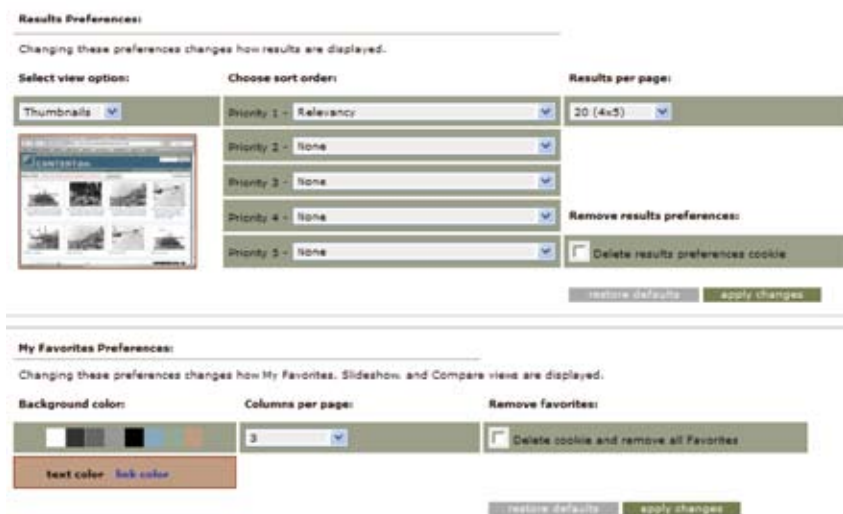 Results Preferences:
Changing these preferences changes how results are displayed.
Select view option: Choose sort order: Results per page:
Thumbnails Priority 1 - Relevancy 20 (4x5)
CONTENTdm
Priority 2 - None
Priority 3 - None
Priority 4 - None Remove results preferences:
Priority 5 - None Delete results preferences cookie
restore defaults apply changes
My Favorites Preferences:
Changing these preferences changes how My Favorites, Slideshow, and Compare views are displayed.
Background color: Columns per page: Remove favorites:
3 Delete cookie and remove all Favorites
text color link color
restore defaults apply changes